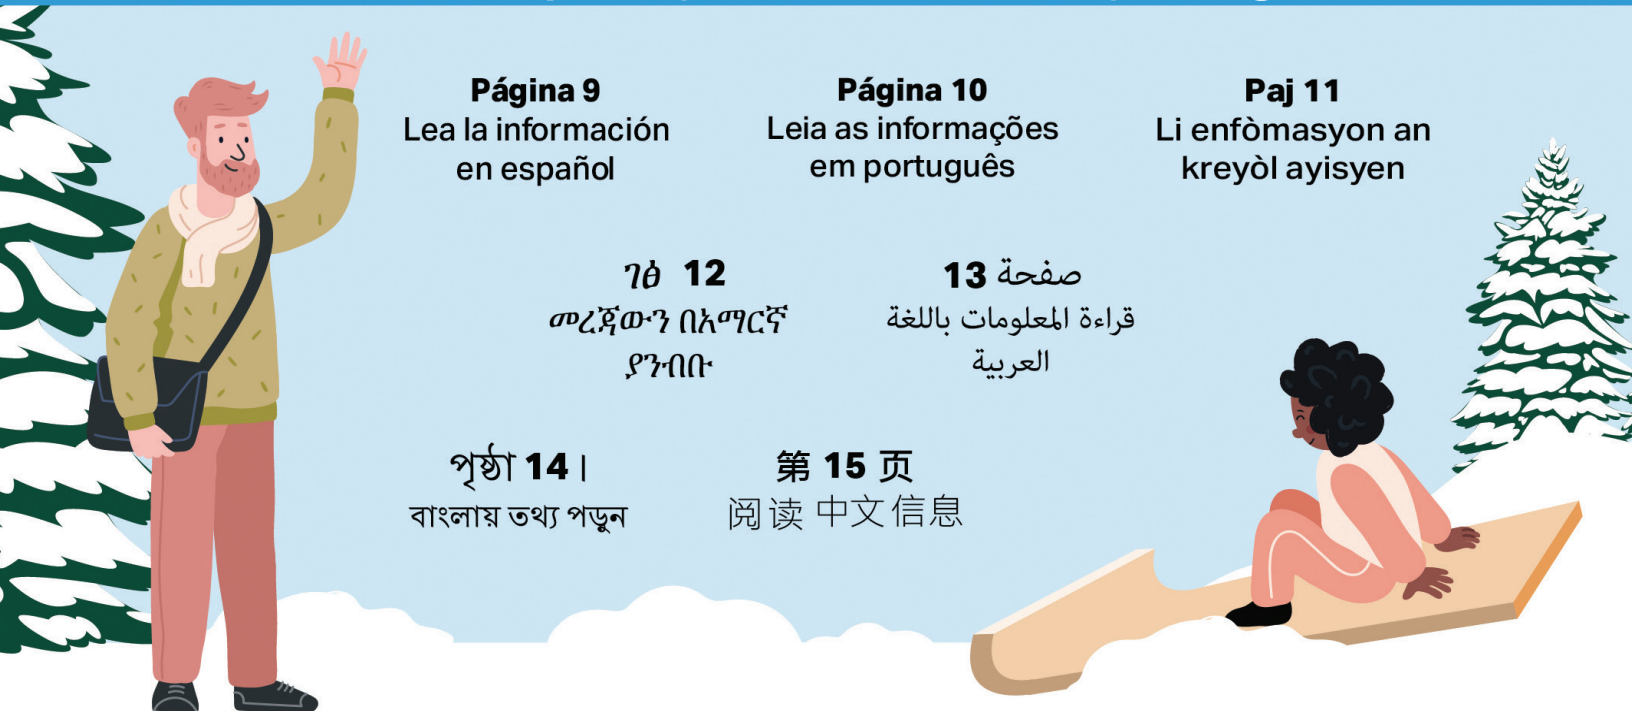 Página 9
Lea la información
en español
Página 10
Leia as informações
em português
Paj 11
Li enfòmasyon an
kreyòl ayisyen
ገፅ 12
መረጃውን በአማርኛ
ያንብቡ
صفحة 13
قراءة المعلومات باللغة
العربية
পৃষ্ঠা 14।
বাংলায় তথ্য পড়ুন
第 15 页
阅读 中文信息